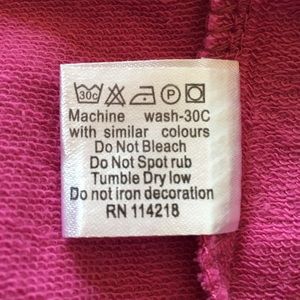 30c P
Machine wash-30C
with similar colours
Do Not Bleach
Do Not Spot rub
Tumble Dry low
Do not iron decoration
RN 114218